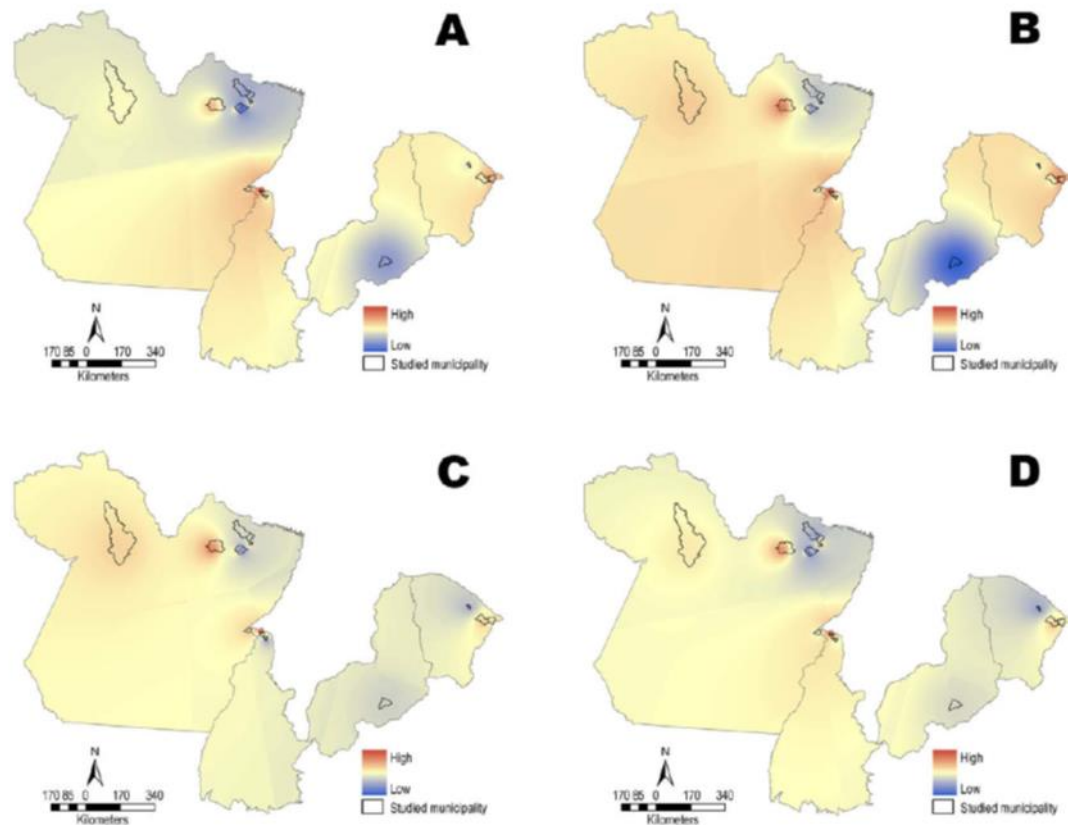 A
B
N
170 85 0 170 340
Kilometers
High
Low
Studied municipality
N
170 85 0 170 340
Kilometers
High
Low
Studied municipality
C
D
N
170 85 0 170 340
Kilometers
High
Low
Studied municipality
N
170 85 0 170 340
Kilometers
High
Low
Studied municipality